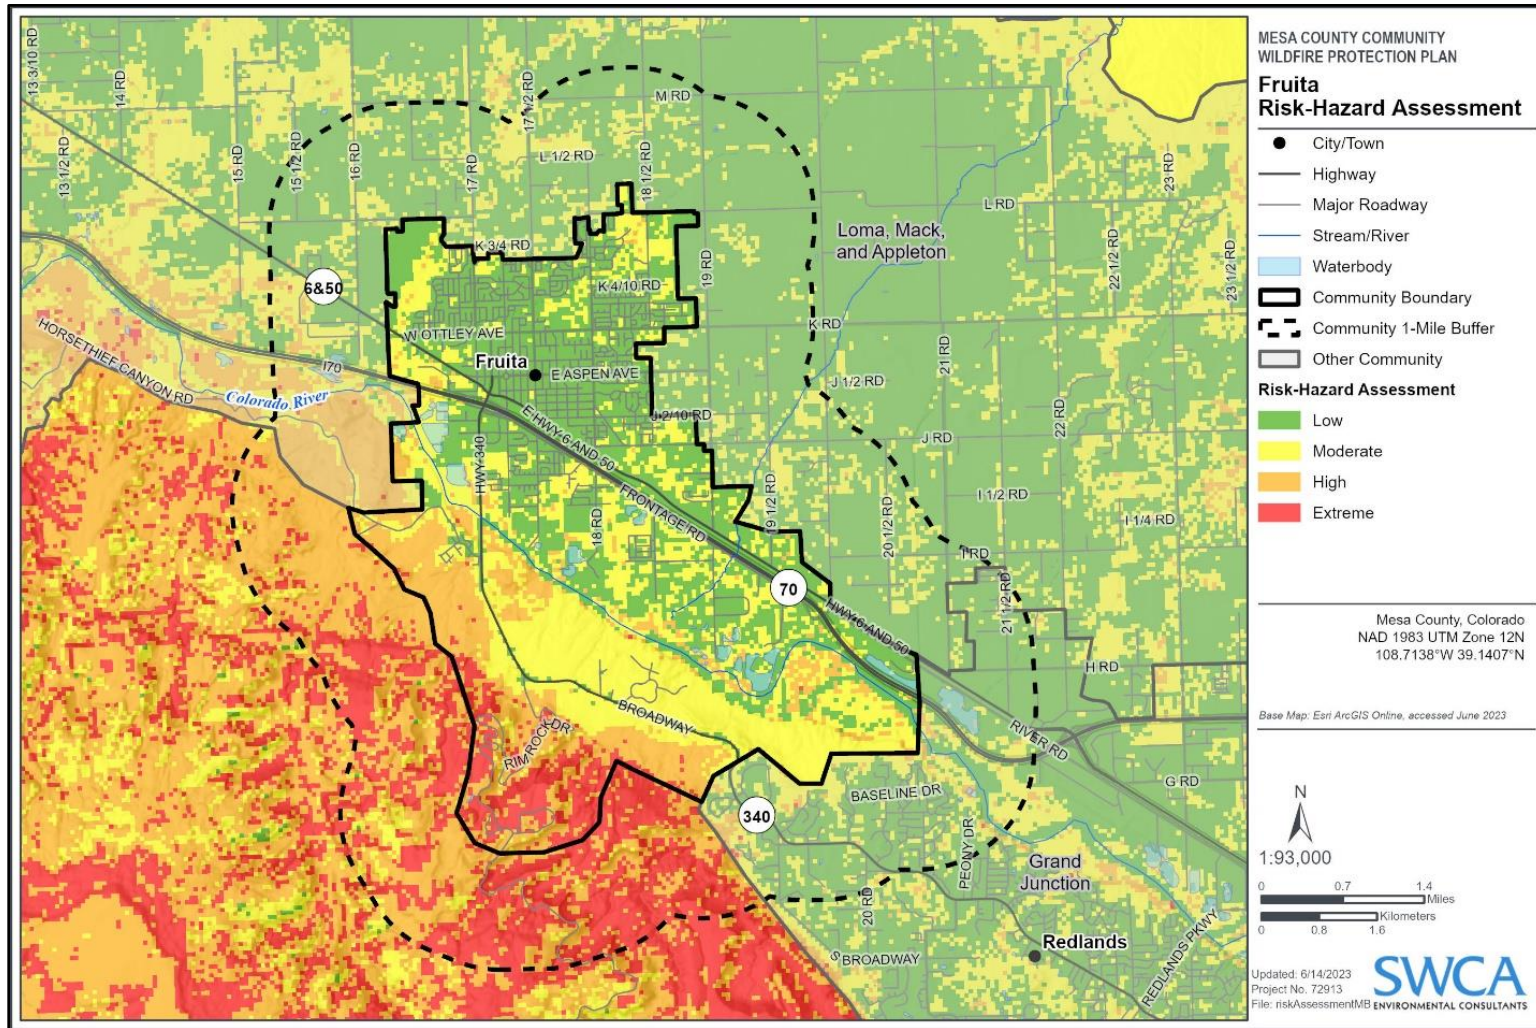 13 3/10 RD
14 RD
17 1/2 RD
M RD
13 1/2 RD
15 RD
15 1/2 RD
16 RD
17 RD
L 1/2 RD
18 1/2 RD
23 RD
L RD
Loma, Mack,
and Appleton
K 3/4 RD
19 RD
22 1/2 RD
23 1/2 RD
6&50
K 4/10 RD
K RD
W OTTLEY AVE
HORSETHIEF CANYON RD
I70
Fruita
E ASPEN AVE
21 RD
J 1/2 RD
Colorado River
J 2/10 RD
22 RD
E HWY 6 AND 50
J RD
HWY 340
FRONTAGE RD
18 RD
19 1/2 RD
20 1/2 RD
I 1/2 RD
I 1/4 RD
I RD
70
21 1/2 RD
HWY 6 AND 50
H RD
BROADWAY
RIM ROCK DR
RIVER RD
G RD
BASELINE DR
340
PEONY DR
Grand
Junction
20 RD
Redlands
S BROADWAY
REDLANDS PKWY
MESA COUNTY COMMUNITY
WILDFIRE PROTECTION PLAN
Fruita
Risk-Hazard Assessment
City/Town
Highway
Major Roadway
Stream/River
Waterbody
Community Boundary
Community 1-Mile Buffer
Other Community
Risk-Hazard Assessment
Low
Moderate
High
Extreme
Mesa County, Colorado
NAD 1983 UTM Zone 12N
108.7138°W 39.1407°N
Base Map: Esri ArcGIS Online, accessed June 2023
N
1:93,000
0 0.7 1.4
Miles
Kilometers
0 0.8 1.6
Updated: 6/14/2023
Project No. 72913
File: riskAssessmentMB
SWCA
ENVIRONMENTAL CONSULTANTS